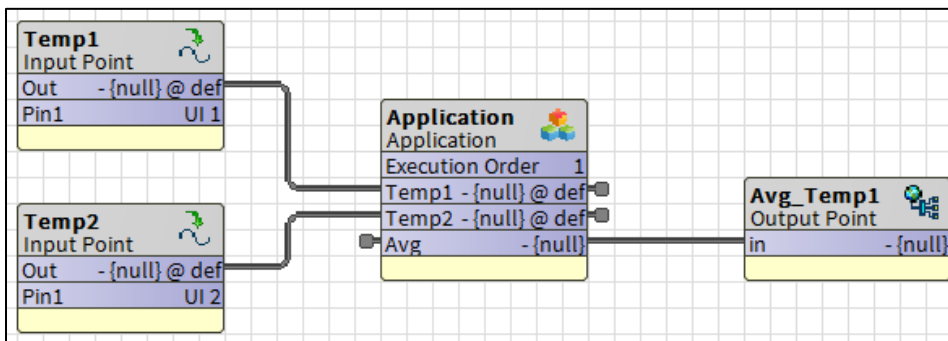 Temp1
Input Point
Out - {null} @ def
Pin1 UI 1
Temp2
Input Point
Out - {null} @ def
Pin1 UI 2
Application
Application
Execution Order 1
Temp1 - {null} @ def
Temp2 - {null} @ def
Avg - {null}
Avg_Temp1
Output Point
in - {null}